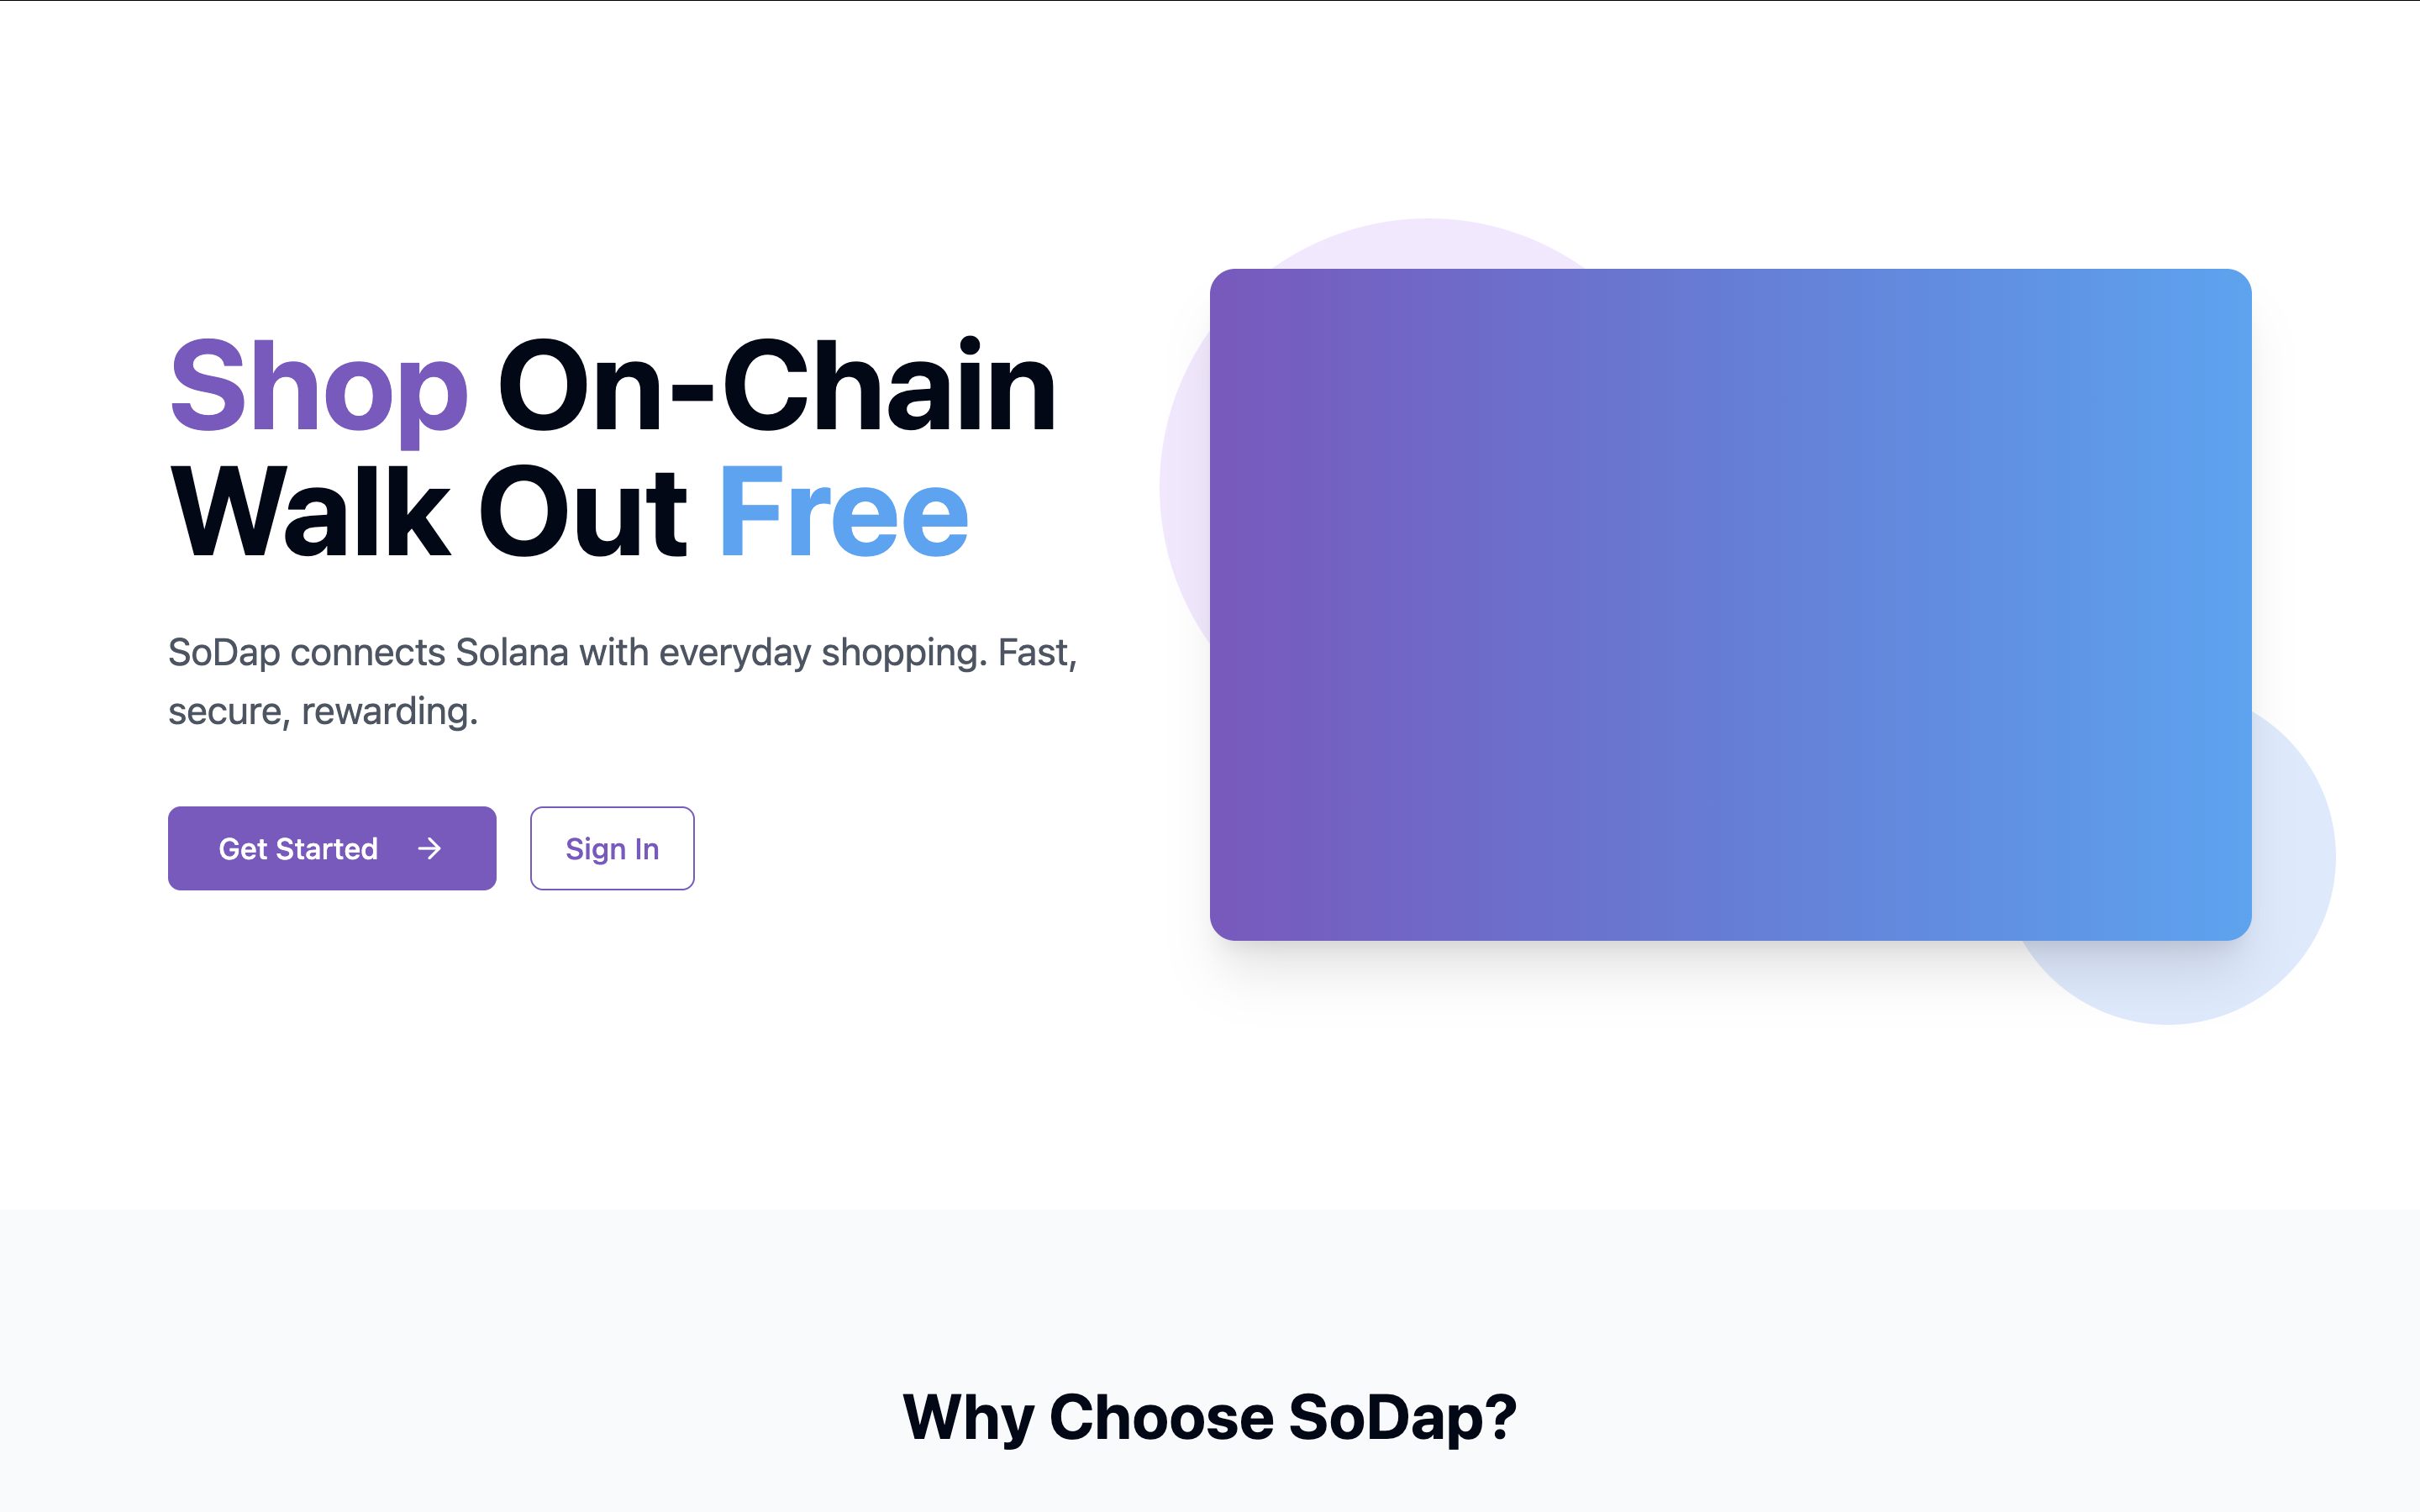 Shop On-Chain
Walk Out Free
SoDap connects Solana with everyday shopping. Fast,
secure, rewarding.
Get Started
Sign In
Why Choose SoDap?